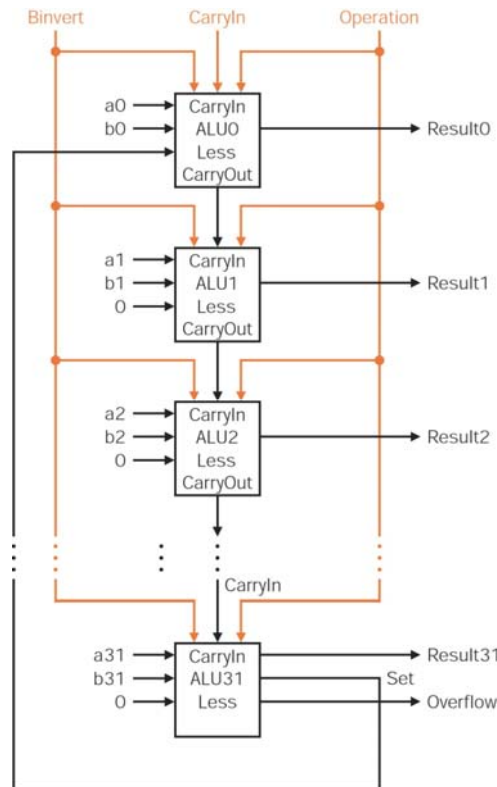 Binvert CarryIn Operation
a0 CarryIn
b0 ALU0 Result0
Less
CarryOut
a1 CarryIn
b1 ALU1 Result1
0 Less
CarryOut
a2 CarryIn
b2 ALU2 Result2
0 Less
CarryOut
CarryIn
a31 CarryIn Result31
b31 ALU31 Set
0 Less Overflow